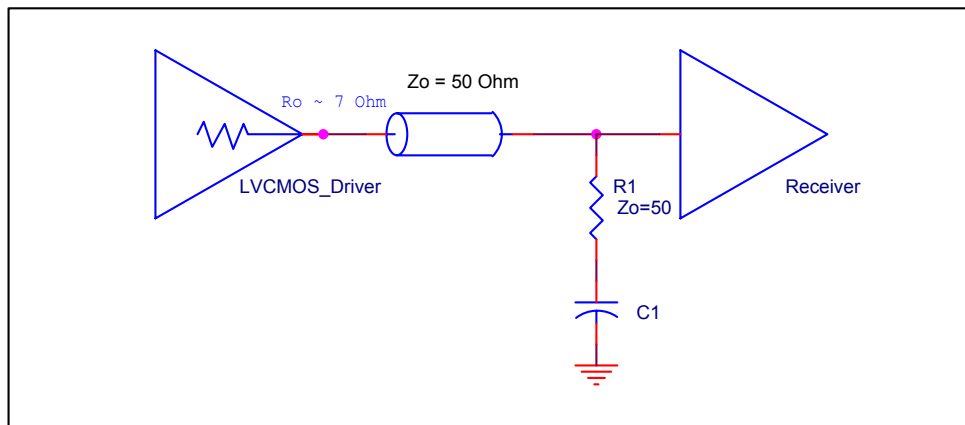 Zo = 50 Ohm
Ro ~ 7 Ohm
LVCMOS_Driver
R1
Zo=50
Receiver
C1